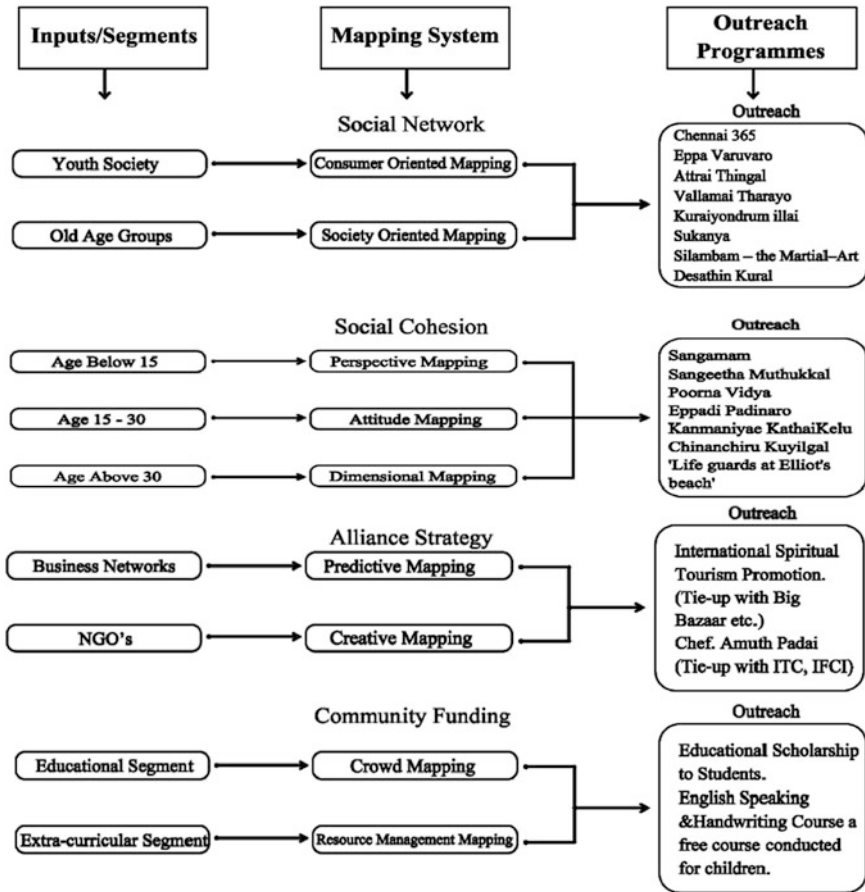 Inputs/Segments
Mapping System
Outreach
Programmes
Social Network
Youth Society
Consumer Oriented Mapping
Old Age Groups
Society Oriented Mapping
Outreach
Chennai 365
Eppa Varuvaro
Attrai Thingal
Vallamai Tharayo
Kuraiyondrum illai
Sukanya
Silambam – the Martial–Art
Desathin Kural
Social Cohesion
Age Below 15
Perspective Mapping
Age 15 - 30
Attitude Mapping
Age Above 30
Dimensional Mapping
Outreach
Sangamam
Sangeetha Muthukkal
Poorna Vidya
Eppadi Padinaro
Kanmaniyae KathaiKelu
Chinanchiru Kuyilgal
'Life guards at Elliot's
beach'
Alliance Strategy
Business Networks
Predictive Mapping
NGO's
Creative Mapping
Outreach
International Spiritual
Tourism Promotion.
(Tie-up with Big
Bazaar etc.)
Chef. Amuth Padai
(Tie-up with ITC, IFCI)
Community Funding
Educational Segment
Crowd Mapping
Extra-curricular Segment
Resource Management Mapping
Outreach
Educational Scholarship
to Students.
English Speaking
&Handwriting Course a
free course conducted
for children.